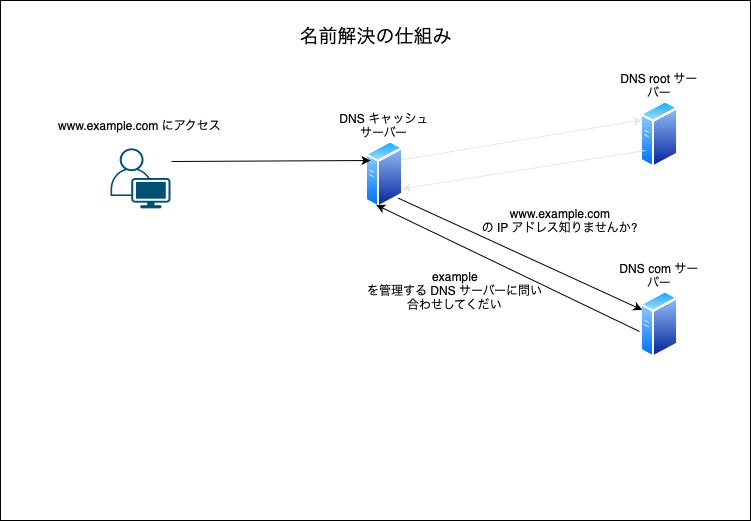 名前解決の仕組み
DNS root サー
バー
www.example.com にアクセス
DNS キャッシュ
サーバー
www.example.com
の IP アドレス知りませんか?
DNS com サー
バー
example
を管理する DNS サーバーに問い
合わせしてくだい